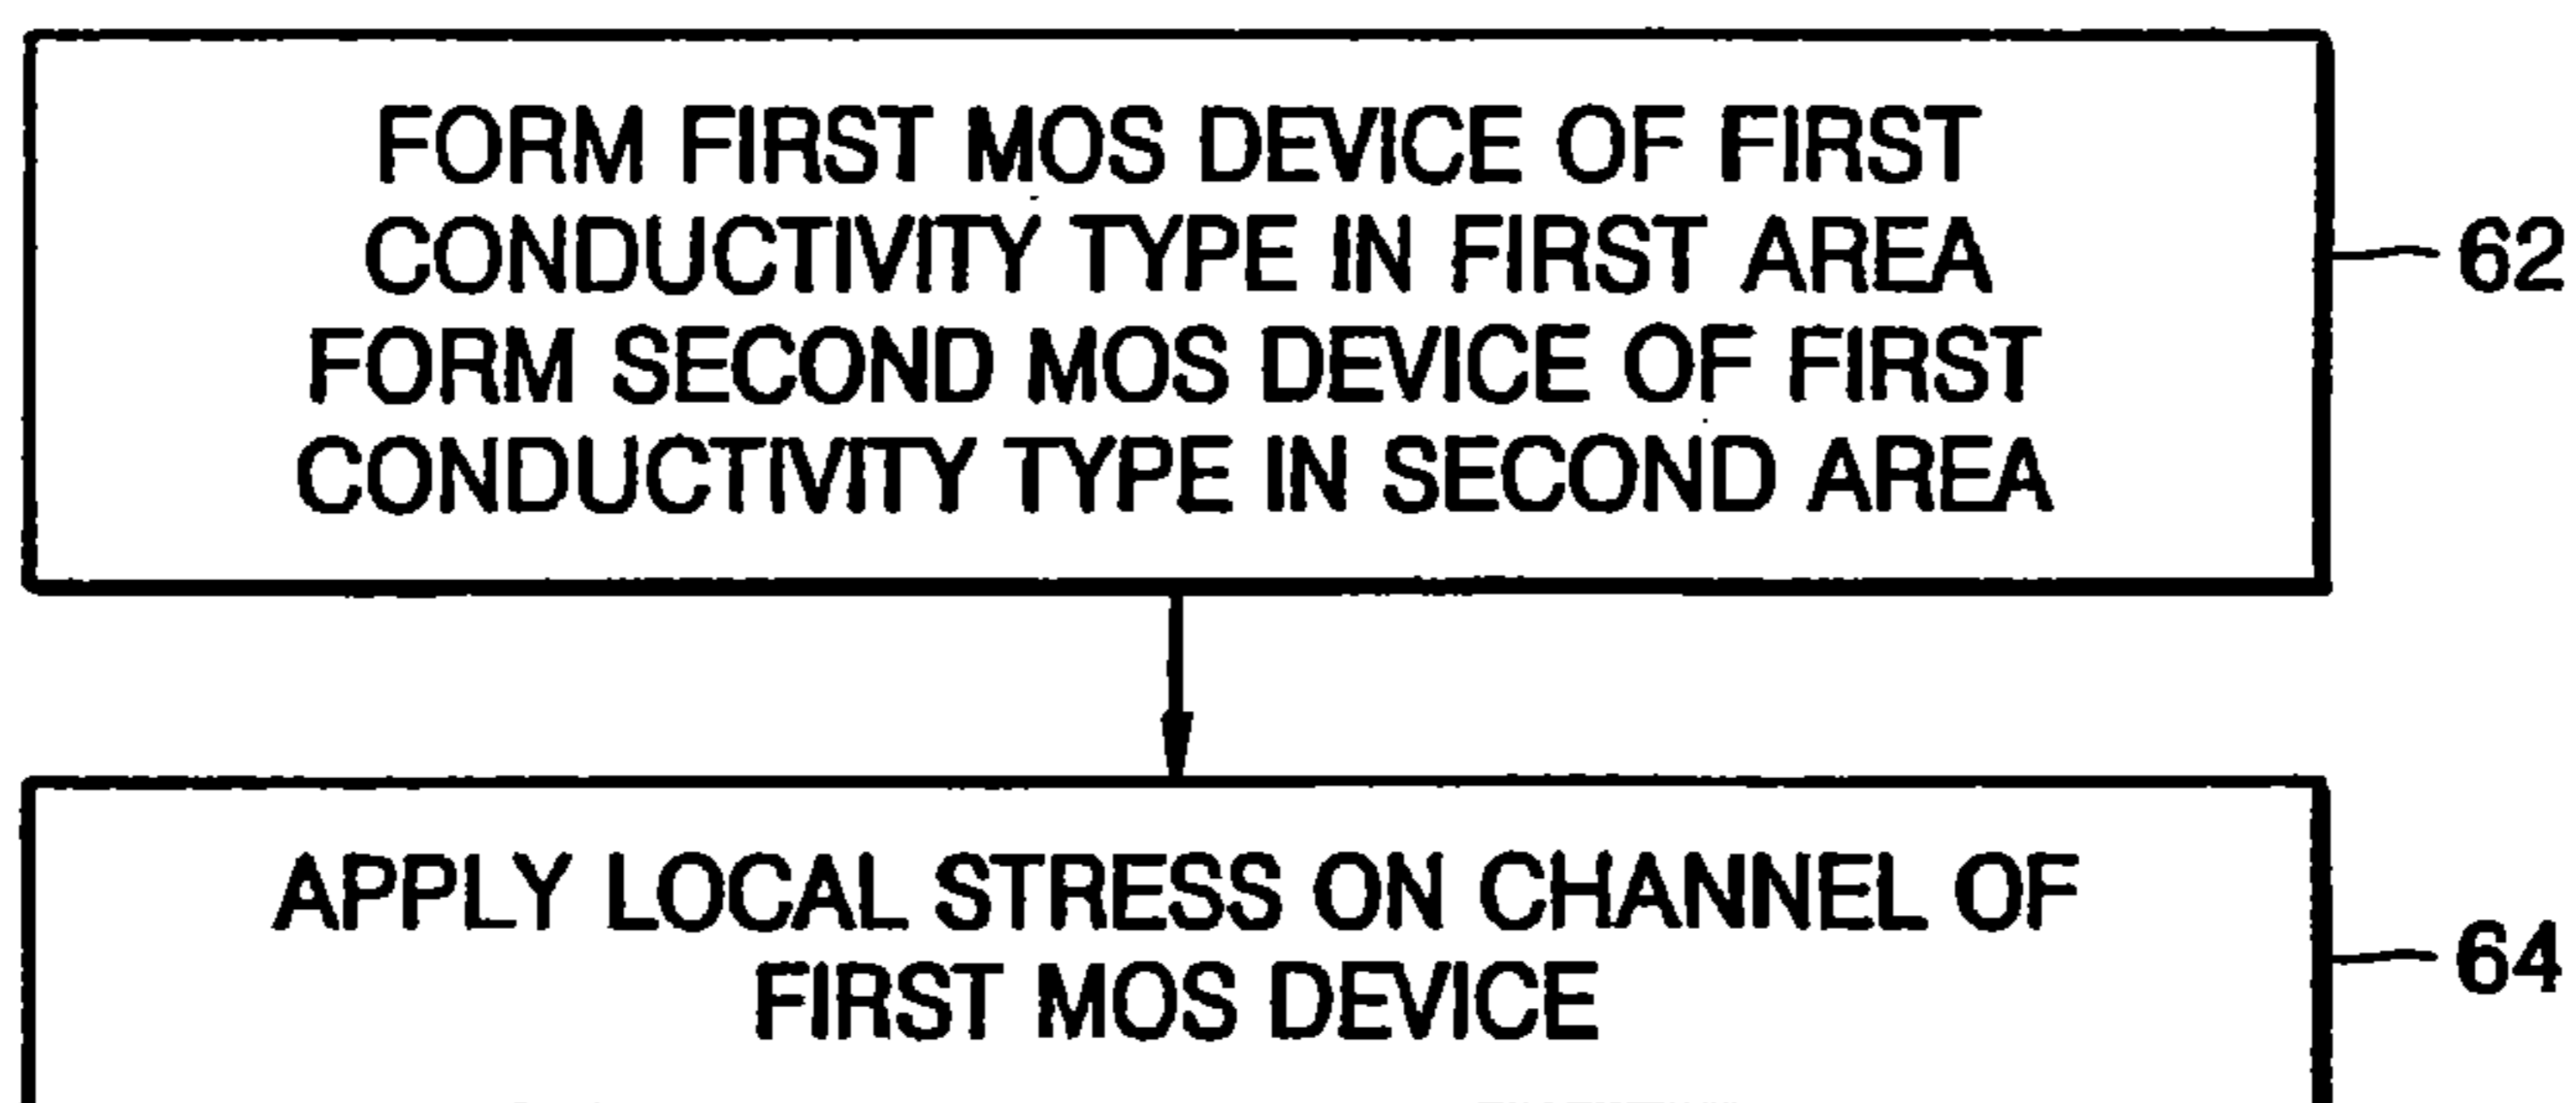 FORM FIRST MOS DEVICE OF FIRST
CONDUCTIVITY TYPE IN FIRST AREA
FORM SECOND MOS DEVICE OF FIRST
CONDUCTIVITY TYPE IN SECOND AREA
62
APPLY LOCAL STRESS ON CHANNEL OF
FIRST MOS DEVICE
64